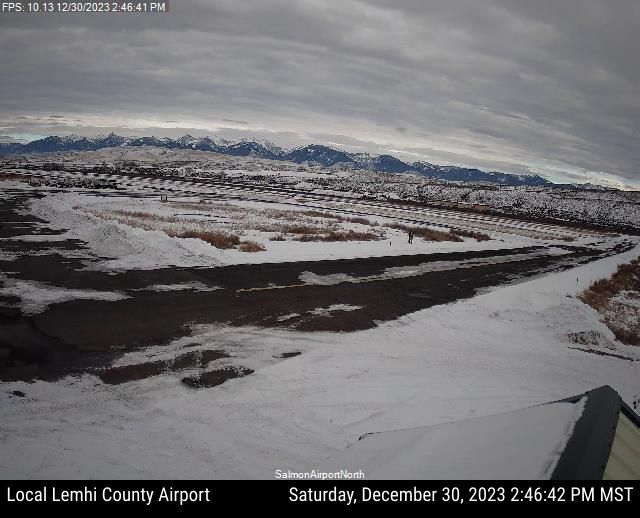 FPS: 10.13 12/30/2023 2:46:41 PM
SalmonAirportNorth
Local Lemhi County Airport Saturday, December 30, 2023 2:46:42 PM MST